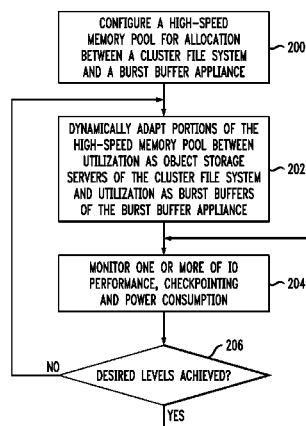 CONFIGURE A HIGH-SPEED
MEMORY POOL FOR ALLOCATION
BETWEEN A CLUSTER FILE SYSTEM
AND A BURST BUFFER APPLIANCE
200
DYNAMICALLY ADAPT PORTIONS OF THE
HIGH-SPEED MEMORY POOL BETWEEN
UTILIZATION AS OBJECT STORAGE
SERVERS OF THE CLUSTER FILE SYSTEM
AND UTILIZATION AS BURST BUFFERS
OF THE BURST BUFFER APPLIANCE
202
MONITOR ONE OR MORE OF IO
PERFORMANCE, CHECKPOINTING
AND POWER CONSUMPTION
204
206
NO
DESIRED LEVELS ACHIEVED?
YES